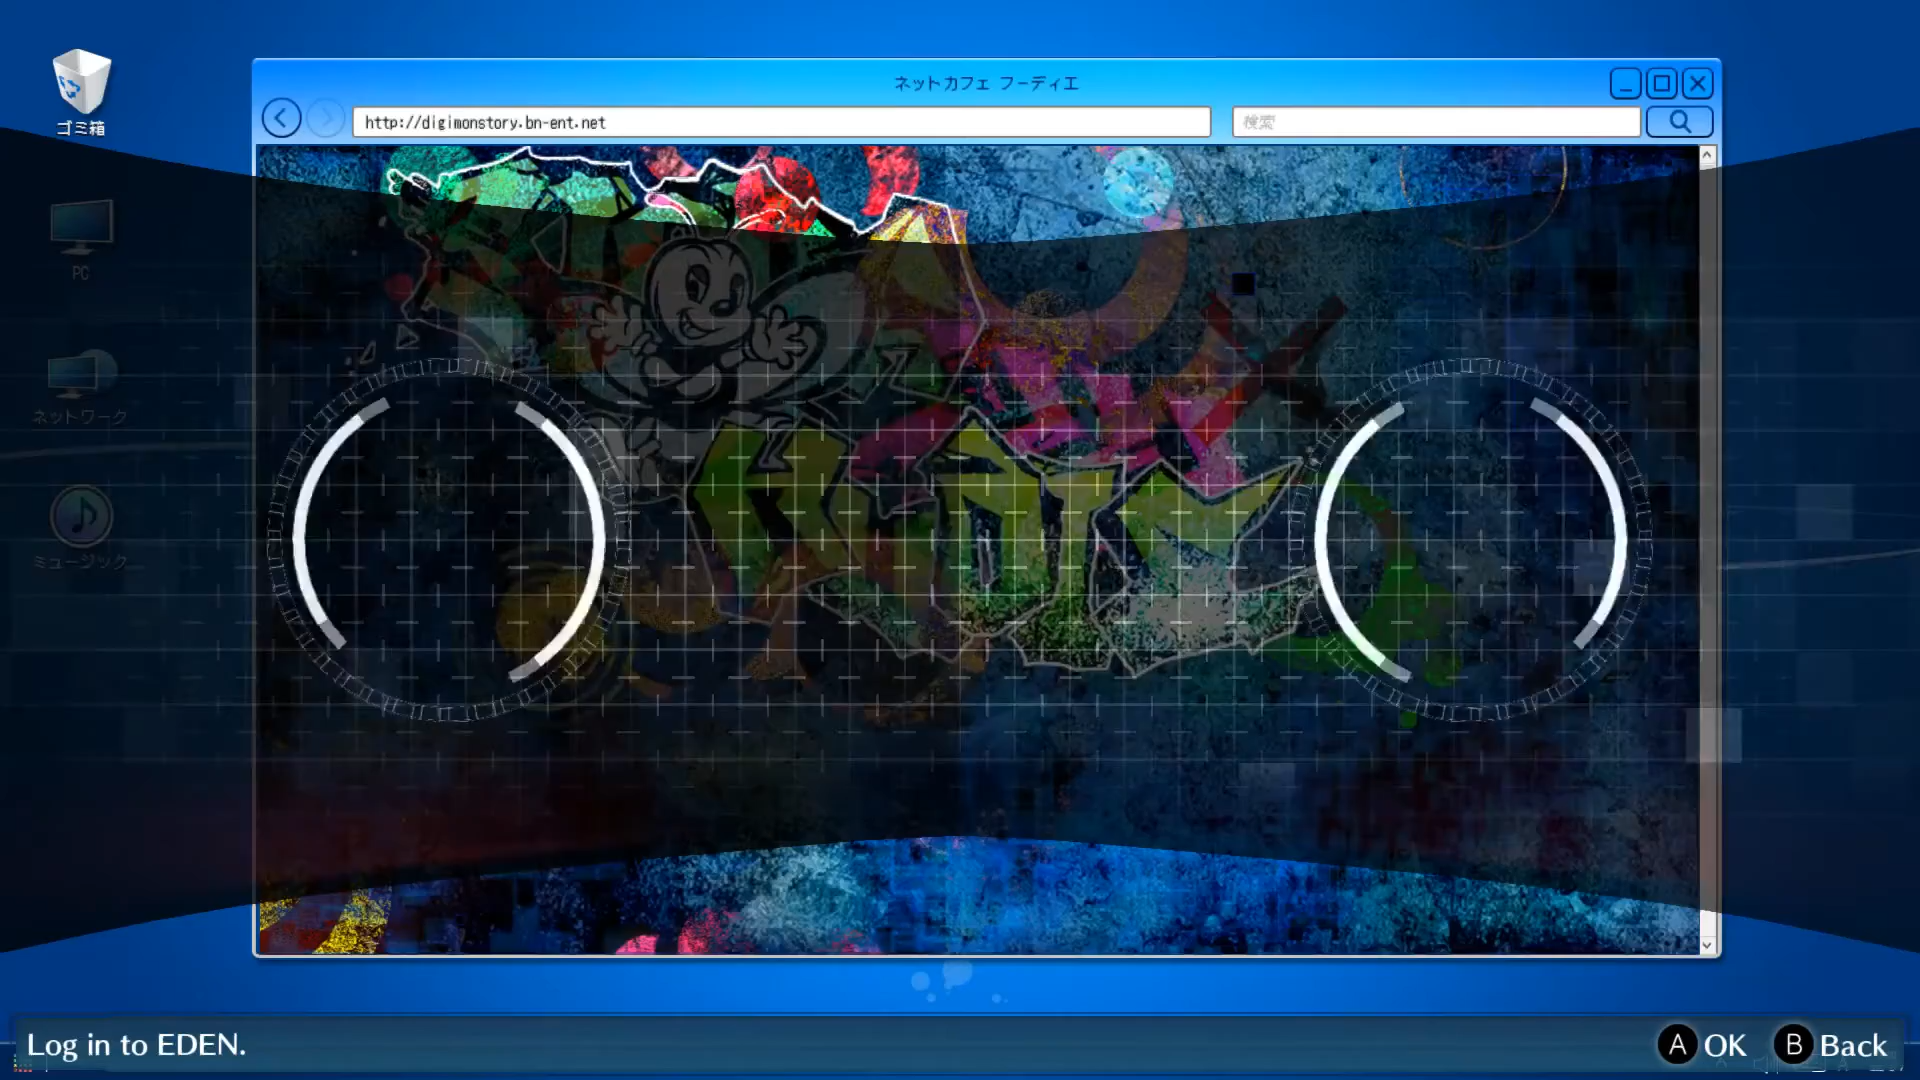 ゴミ箱
ネットカフェ フーディエ
http://digimonstory.bn-ent.net
検索
PC
ネットワーク
ミュージック
Log in to EDEN.
A OK B Back